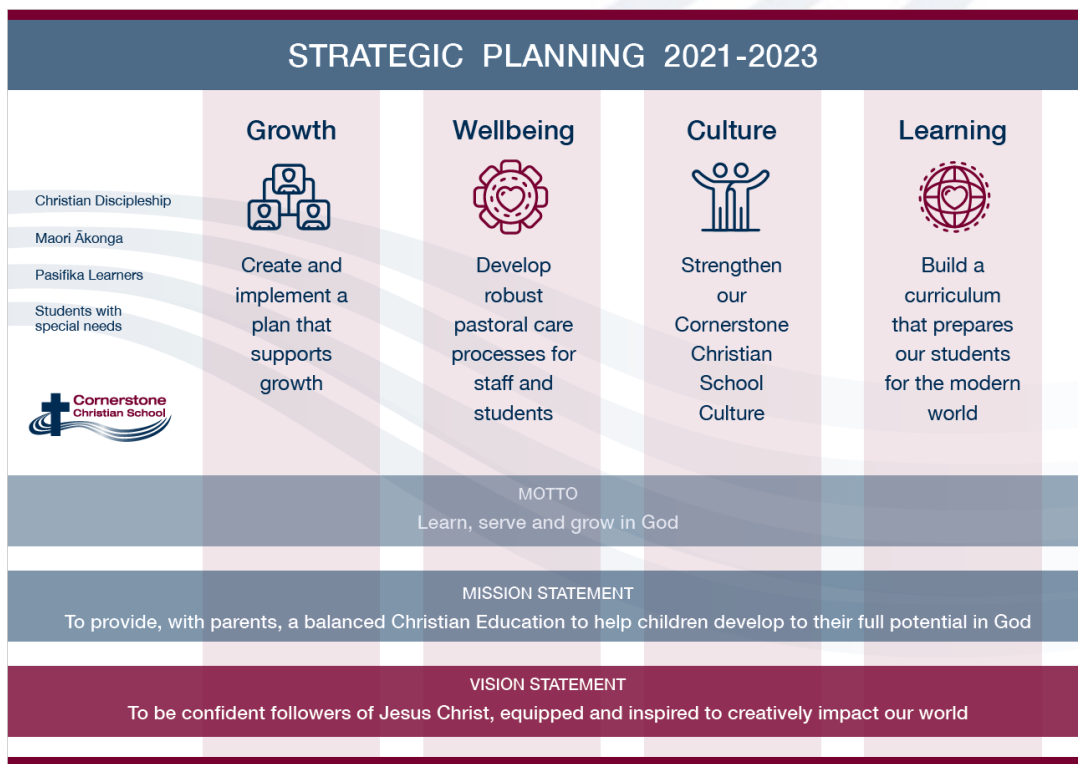 STRATEGIC PLANNING 2021-2023
Christian Discipleship
Maori Ākonga
Pasifika Learners
Students with
special needs
Cornerstone
Christian School
Growth
Create and
implement a
plan that
supports
growth
Wellbeing
Develop
robust
pastoral care
processes for
staff and
students
Culture
Strengthen
our
Cornerstone
Christian
School
Culture
Learning
Build a
curriculum
that prepares
our students
for the modern
world
MOTTO
Learn, serve and grow in God
MISSION STATEMENT
To provide, with parents, a balanced Christian Education to help children develop to their full potential in God
VISION STATEMENT
To be confident followers of Jesus Christ, equipped and inspired to creatively impact our world